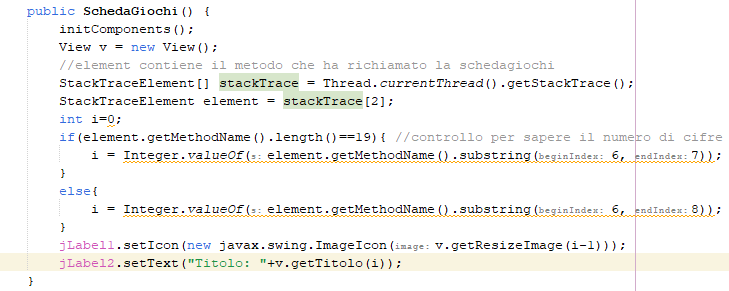 public SchedaGiochi() {
initComponents();
View v = new View();
//element contiene il metodo che ha richiamato la schedagiochi
StackTraceElement[] stackTrace = Thread.currentThread().getStackTrace();
StackTraceElement element = stackTrace[2];
int i=0;
if(element.getMethodName().length()==19){ //controllo per sapere il numero di cifre
i = Integer.valueOf(s: element.getMethodName().substring(beginIndex: 6, endIndex: 7));
}
else{
i = Integer.valueOf(s: element.getMethodName().substring(beginIndex: 6, endIndex: 8));
}
jLabel1.setIcon(new javax.swing.ImageIcon(image: v.getResizeImage(i-1)));
jLabel2.setText("Titolo: "+v.getTitolo(i));
}